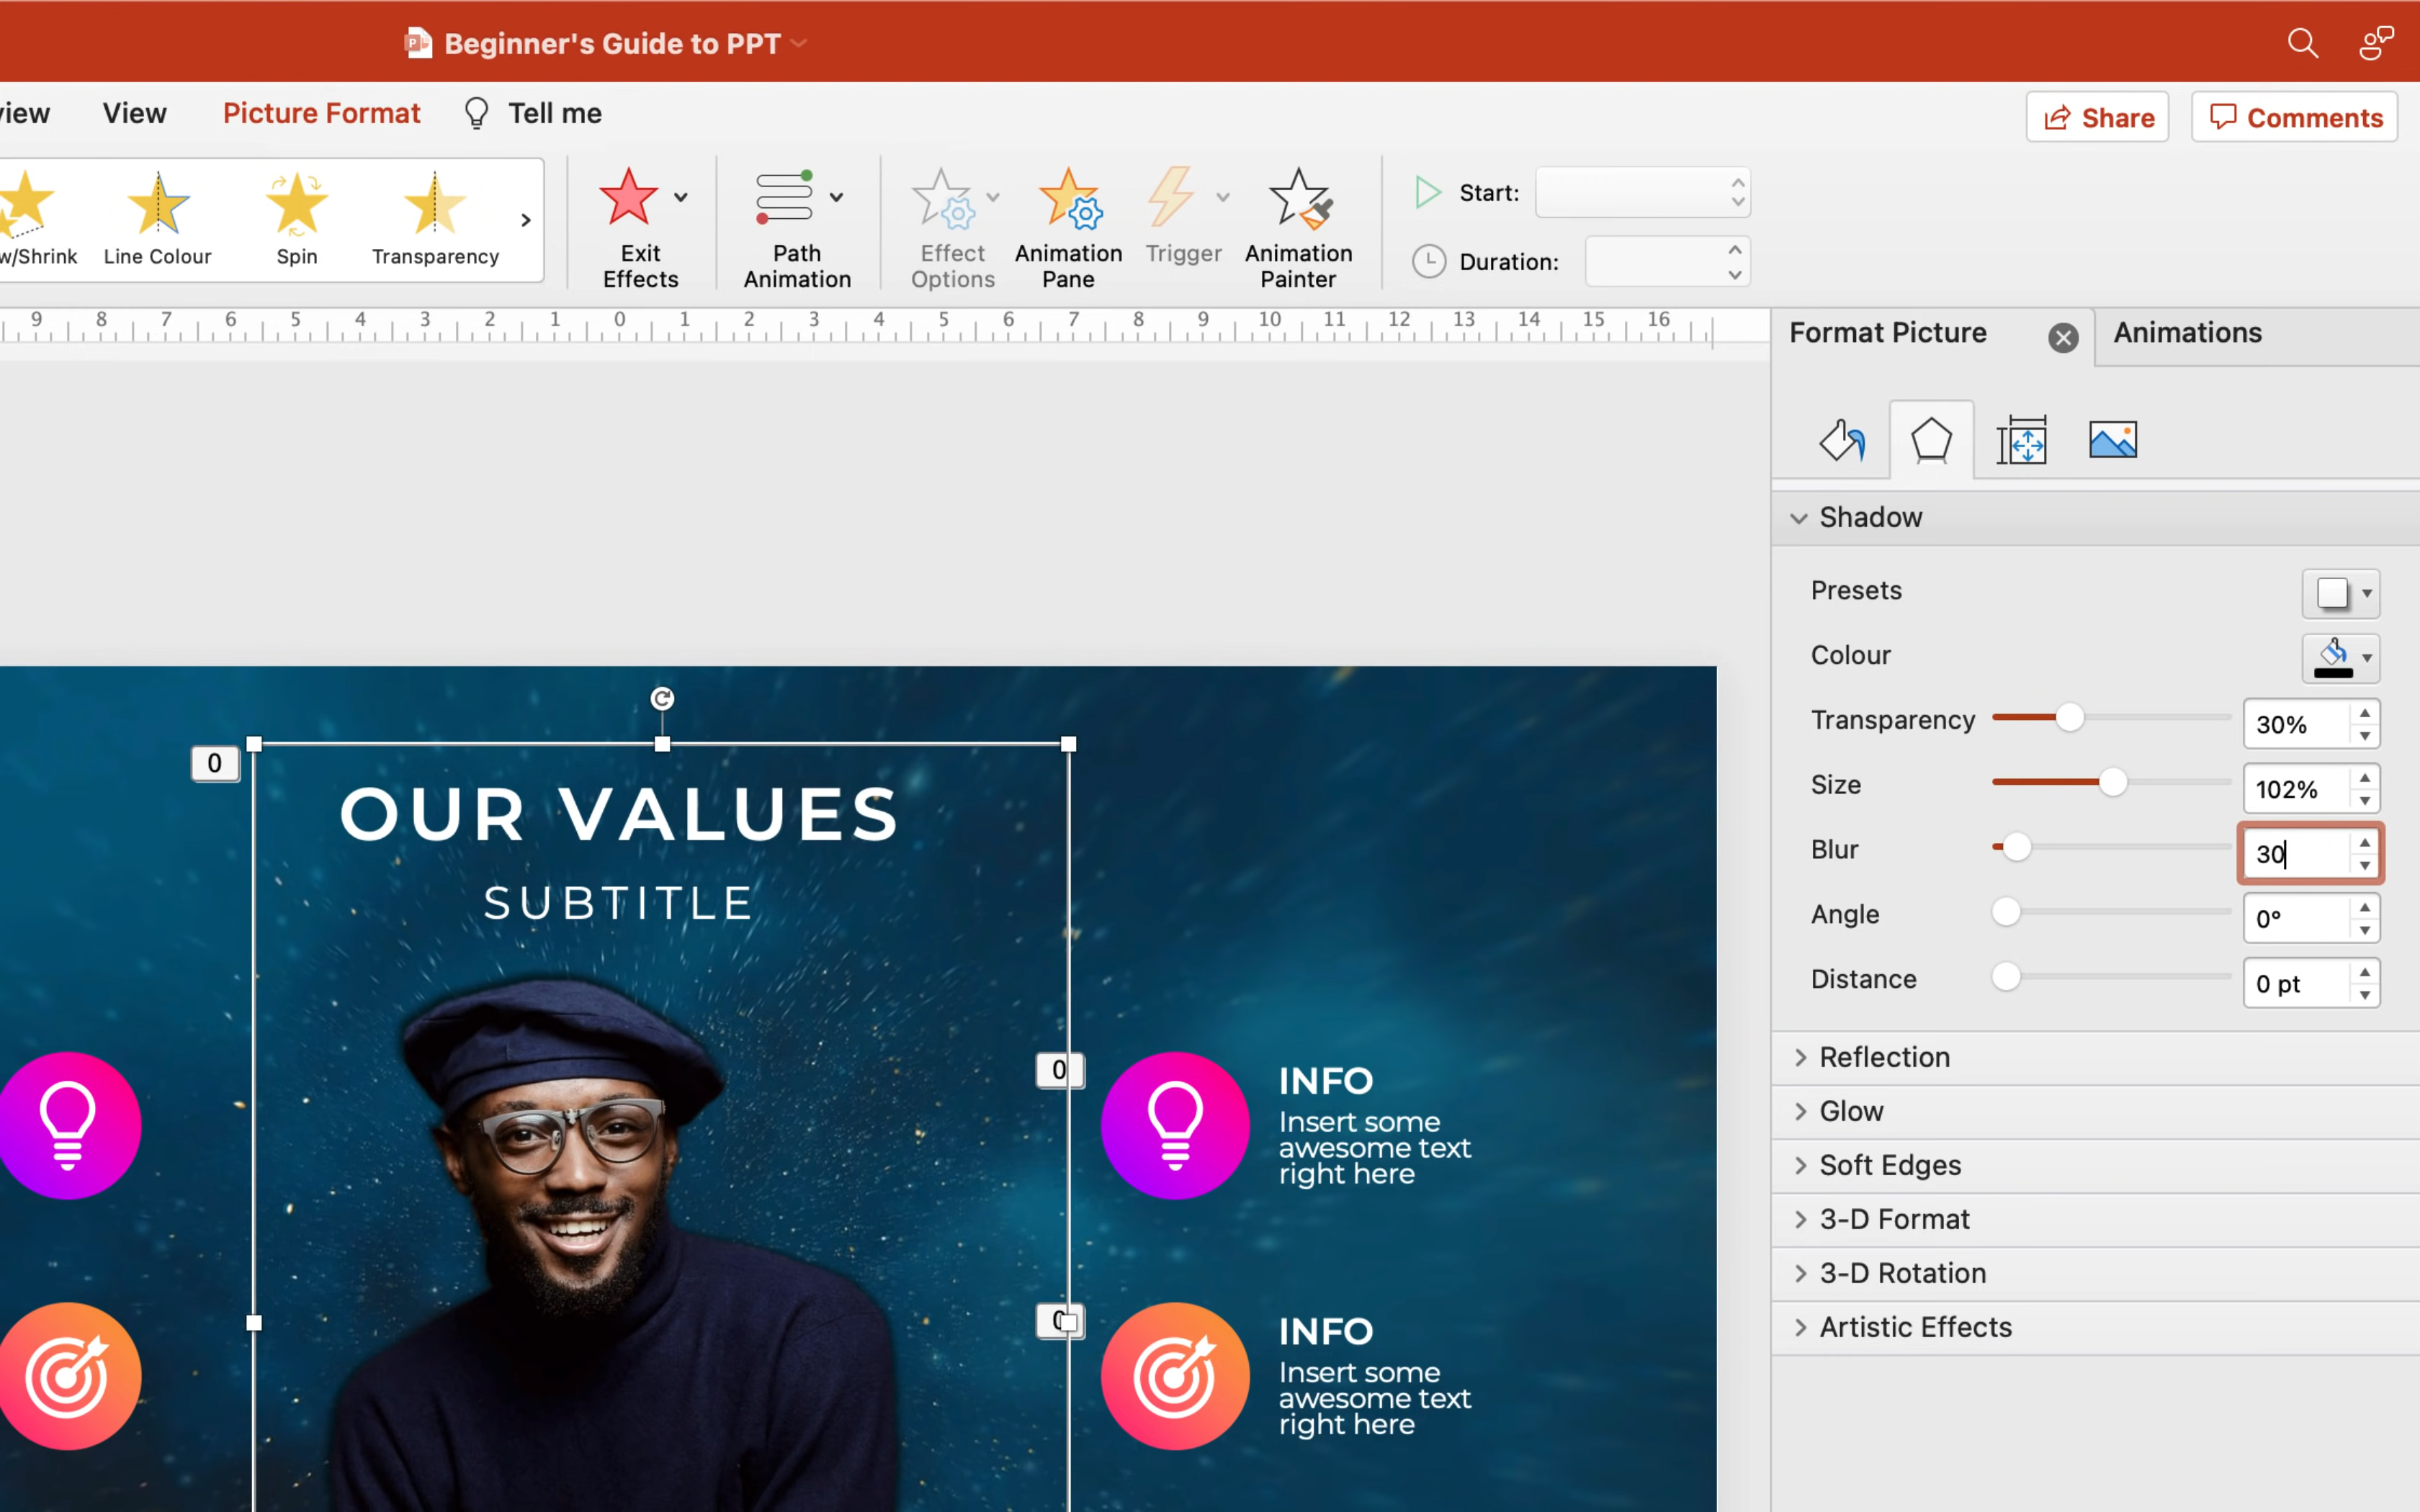 Beginner's Guide to PPT
view View Picture Format Tell me
Share Comments
w/Shrink Line Colour Spin Transparency
Exit Effects
Path Animation
Effect Options
Animation Pane
Trigger
Animation Painter
Start:
Duration:
9 8 7 6 5 4 3 2 1 0 1 2 3 4 5 6 7 8 9 10 11 12 13 14 15 16
Format Picture Animations
Shadow
Presets
Colour
Transparency 30%
Size 102%
Blur 30
Angle 0°
Distance 0 pt
Reflection
Glow
Soft Edges
3-D Format
3-D Rotation
Artistic Effects
0
OUR VALUES
SUBTITLE
0
INFO
Insert some
awesome text
right here
0
INFO
Insert some
awesome text
right here